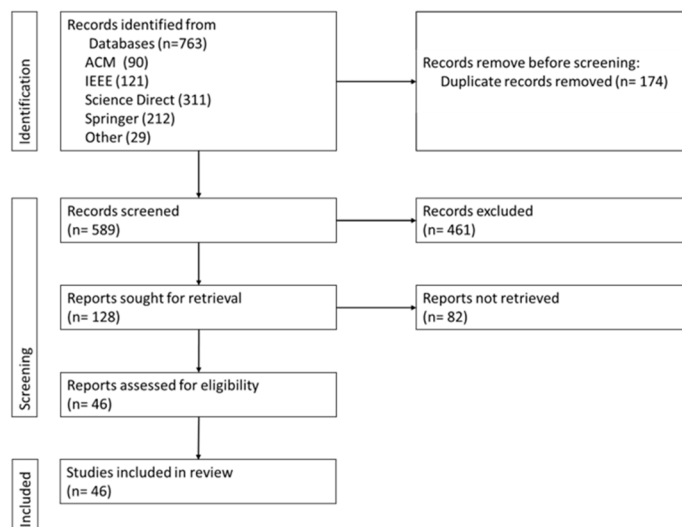 Identification
Records identified from
Databases (n=763)
ACM (90)
IEEE (121)
Science Direct (311)
Springer (212)
Other (29)
Records remove before screening:
Duplicate records removed (n= 174)
Screening
Records screened
(n= 589)
Records excluded
(n= 461)
Reports sought for retrieval
(n= 128)
Reports not retrieved
(n= 82)
Reports assessed for eligibility
(n= 46)
Included
Studies included in review
(n= 46)